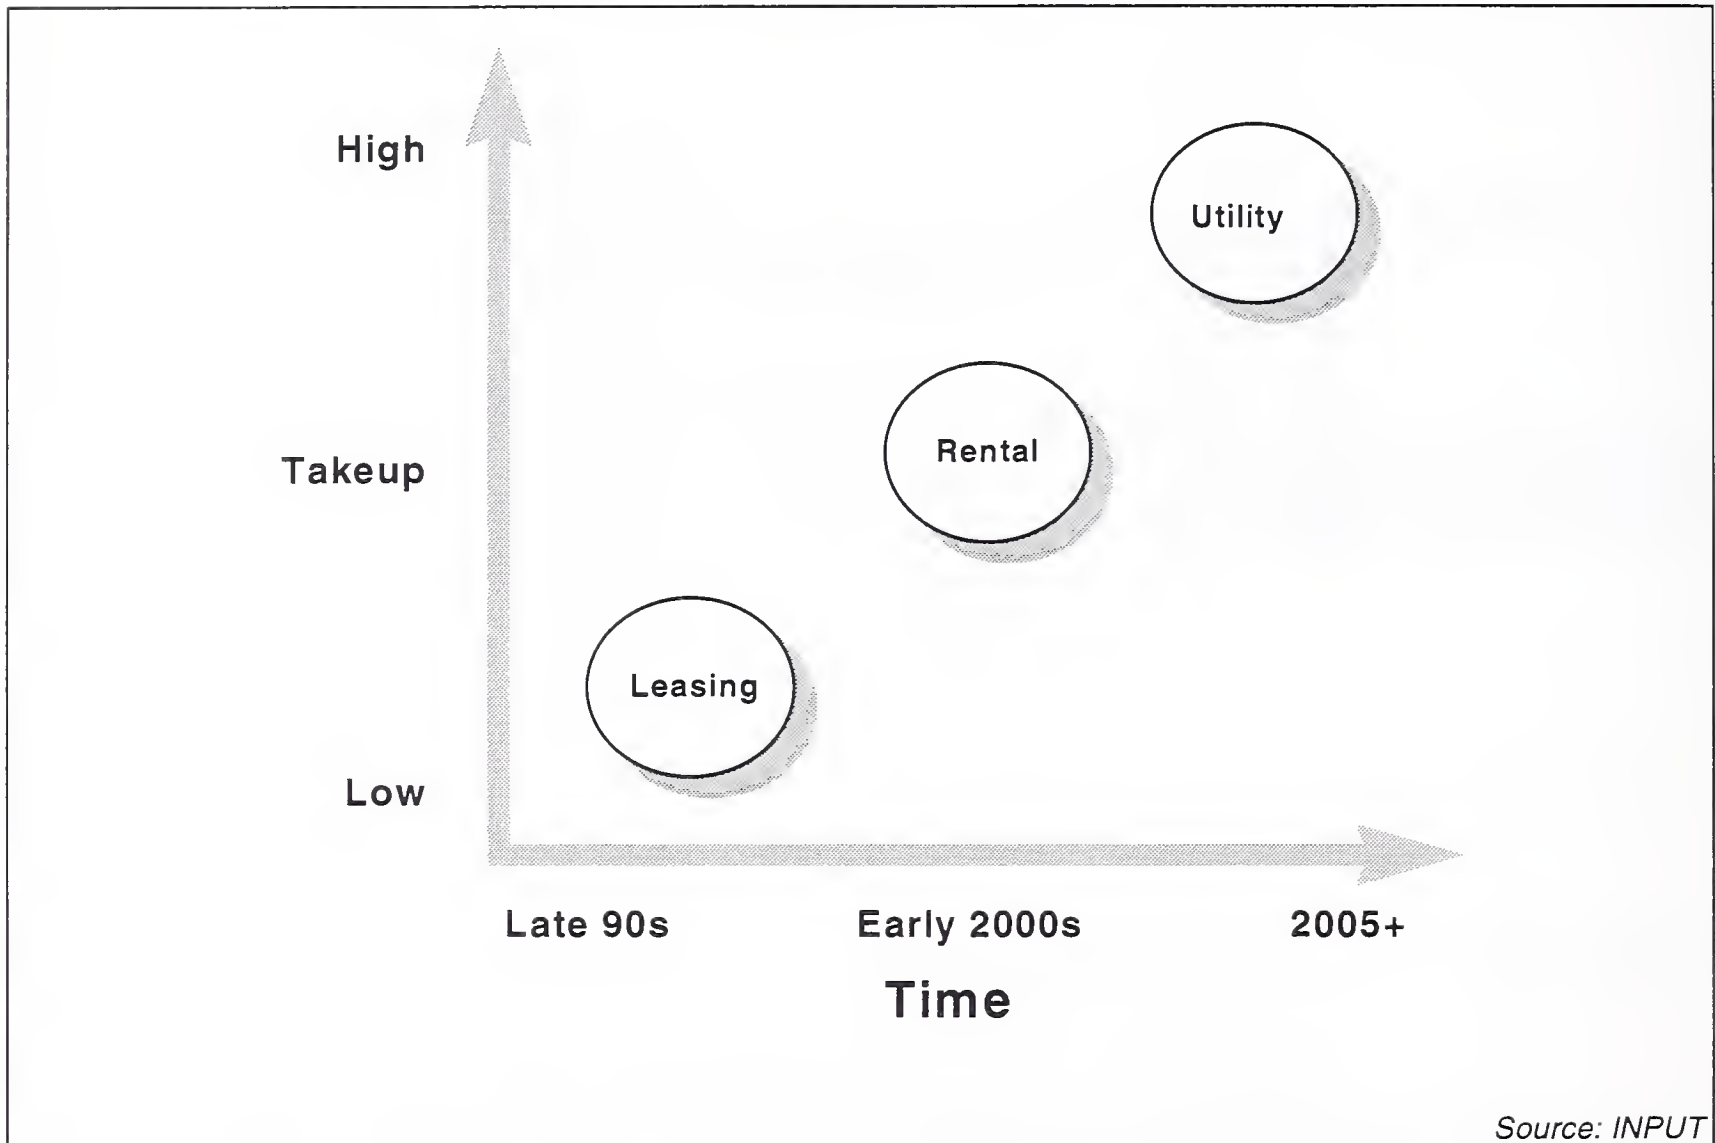 High
Utility
Rental
Takeup
Leasing
Low
Late 90s Early 2000s 2005+
Time
Source: INPUT